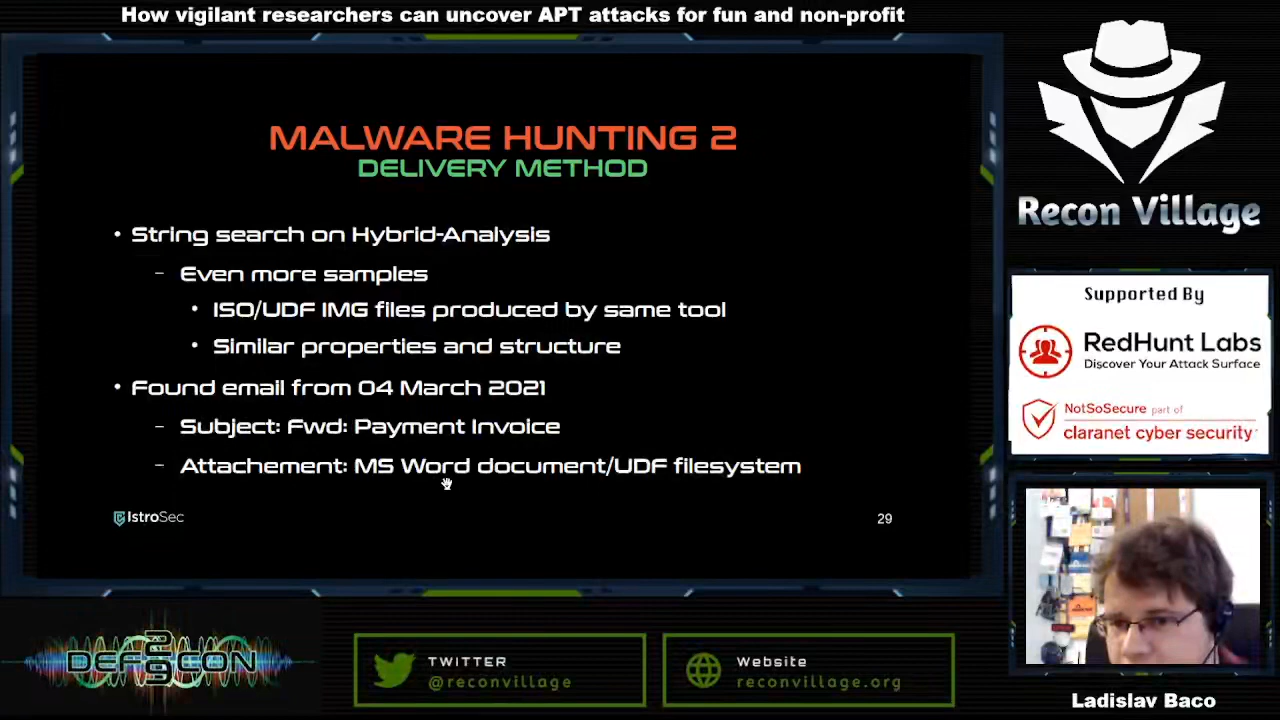 How vigilant researchers can uncover APT attacks for fun and non-profit
MALWARE HUNTING 2
DELIVERY METHOD
• String search on Hybrid-Analysis
– Even more samples
• ISO/UDF IMG files produced by same tool
• Similar properties and structure
• Found email from 04 March 2021
– Subject: Fwd: Payment Invoice
– Attachement: MS Word document/UDF filesystem
IstroSec
29
Recon Village
Supported By
RedHunt Labs
Discover Your Attack Surface
NotSoSecure part of
claranet cyber security
DEFCON
29
TWITTER
@reconvillage
Website
reconvillage.org
Ladislav Baco